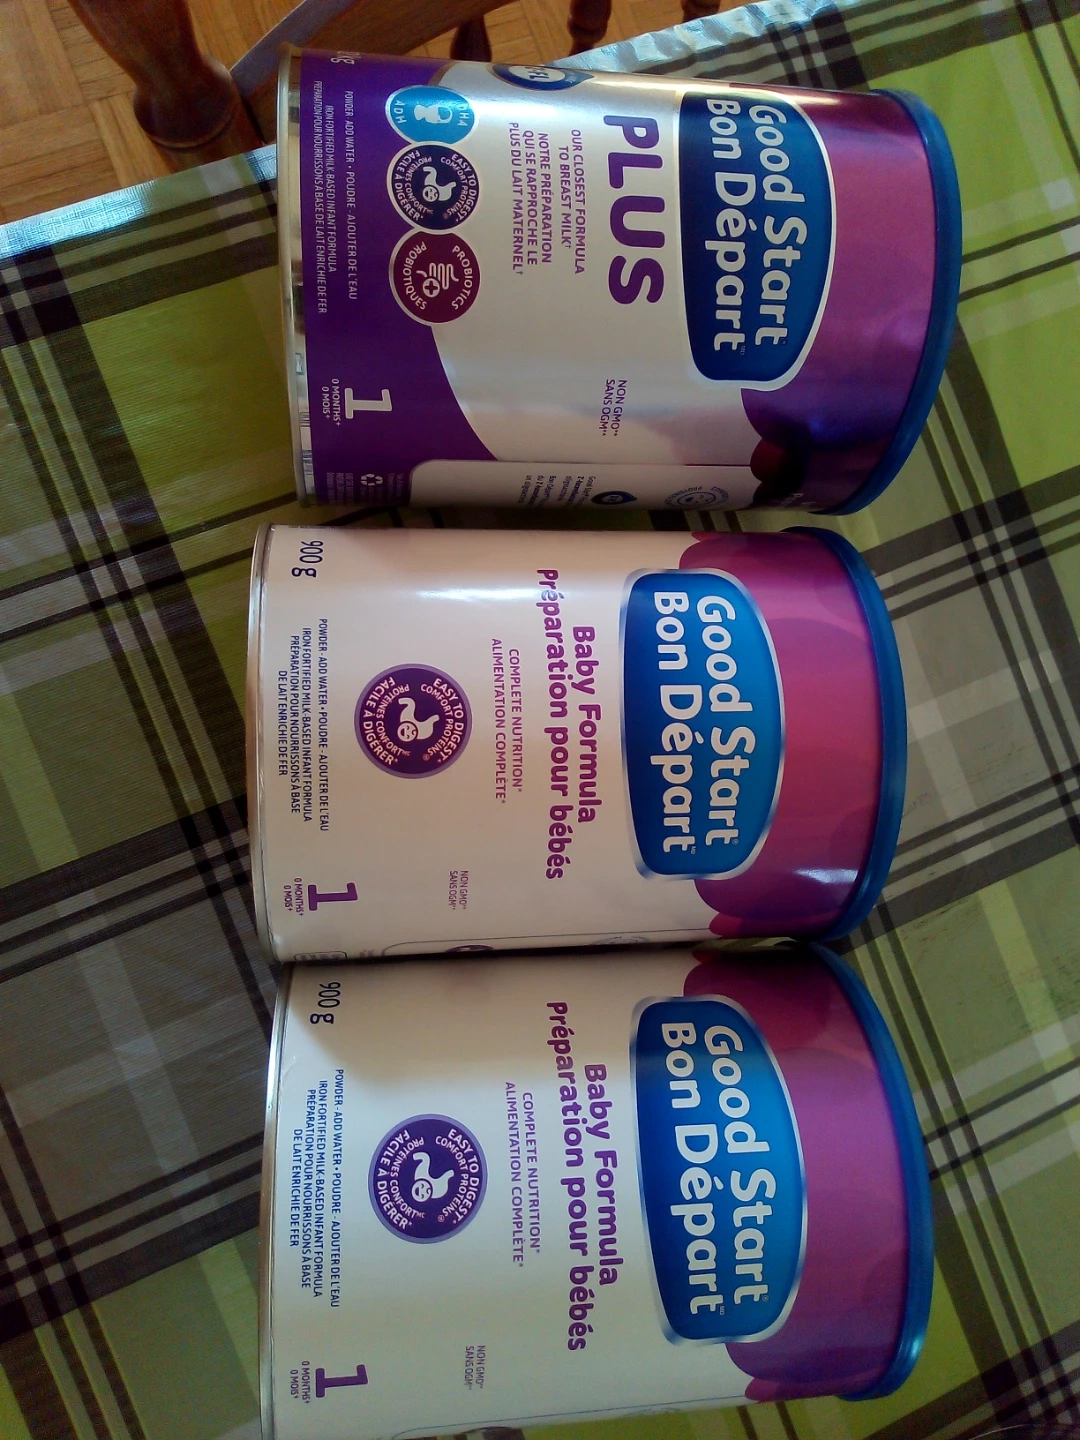 Good Start
Bon Départ
PLUS
OUR CLOSEST FORMULA
TO BREAST MILK†
NOTRE PRÉPARATION
QUI SE RAPPROCHE LE
PLUS DU LAIT MATERNEL†
NON GMO‡‡
SANS OGM‡‡
DHA
ADH
EASY TO DIGEST
COMFORT PROTEINS®
PROTÉINES CONFORT MC
FACILE À DIGÉRER
PROBIOTICS
PROBIOTIQUES
POWDER - ADD WATER • POUDRE - AJOUTER DE L'EAU
IRON FORTIFIED MILK-BASED INFANT FORMULA
PRÉPARATION POUR NOURRISSONS À BASE DE LAIT ENRICHIE DE FER
1
0 MONTHS+
0 MOIS+
Good Start®
Bon Départ MD
Baby Formula
Préparation pour bébés
COMPLETE NUTRITION*
ALIMENTATION COMPLÈTE*
NON GMO‡‡
SANS OGM‡‡
EASY TO DIGEST
COMFORT PROTEINS®
PROTÉINES CONFORT MC
FACILE À DIGÉRER
900 g
POWDER - ADD WATER • POUDRE - AJOUTER DE L'EAU
IRON FORTIFIED MILK-BASED INFANT FORMULA
PRÉPARATION POUR NOURRISSONS À BASE
DE LAIT ENRICHIE DE FER
1
0 MONTHS+
0 MOIS+
Good Start®
Bon Départ MD
Baby Formula
Préparation pour bébés
COMPLETE NUTRITION*
ALIMENTATION COMPLÈTE*
NON GMO‡‡
SANS OGM‡‡
EASY TO DIGEST
COMFORT PROTEINS®
PROTÉINES CONFORT MC
FACILE À DIGÉRER
900 g
POWDER - ADD WATER • POUDRE - AJOUTER DE L'EAU
IRON FORTIFIED MILK-BASED INFANT FORMULA
PRÉPARATION POUR NOURRISSONS À BASE
DE LAIT ENRICHIE DE FER
1
0 MONTHS+
0 MOIS+